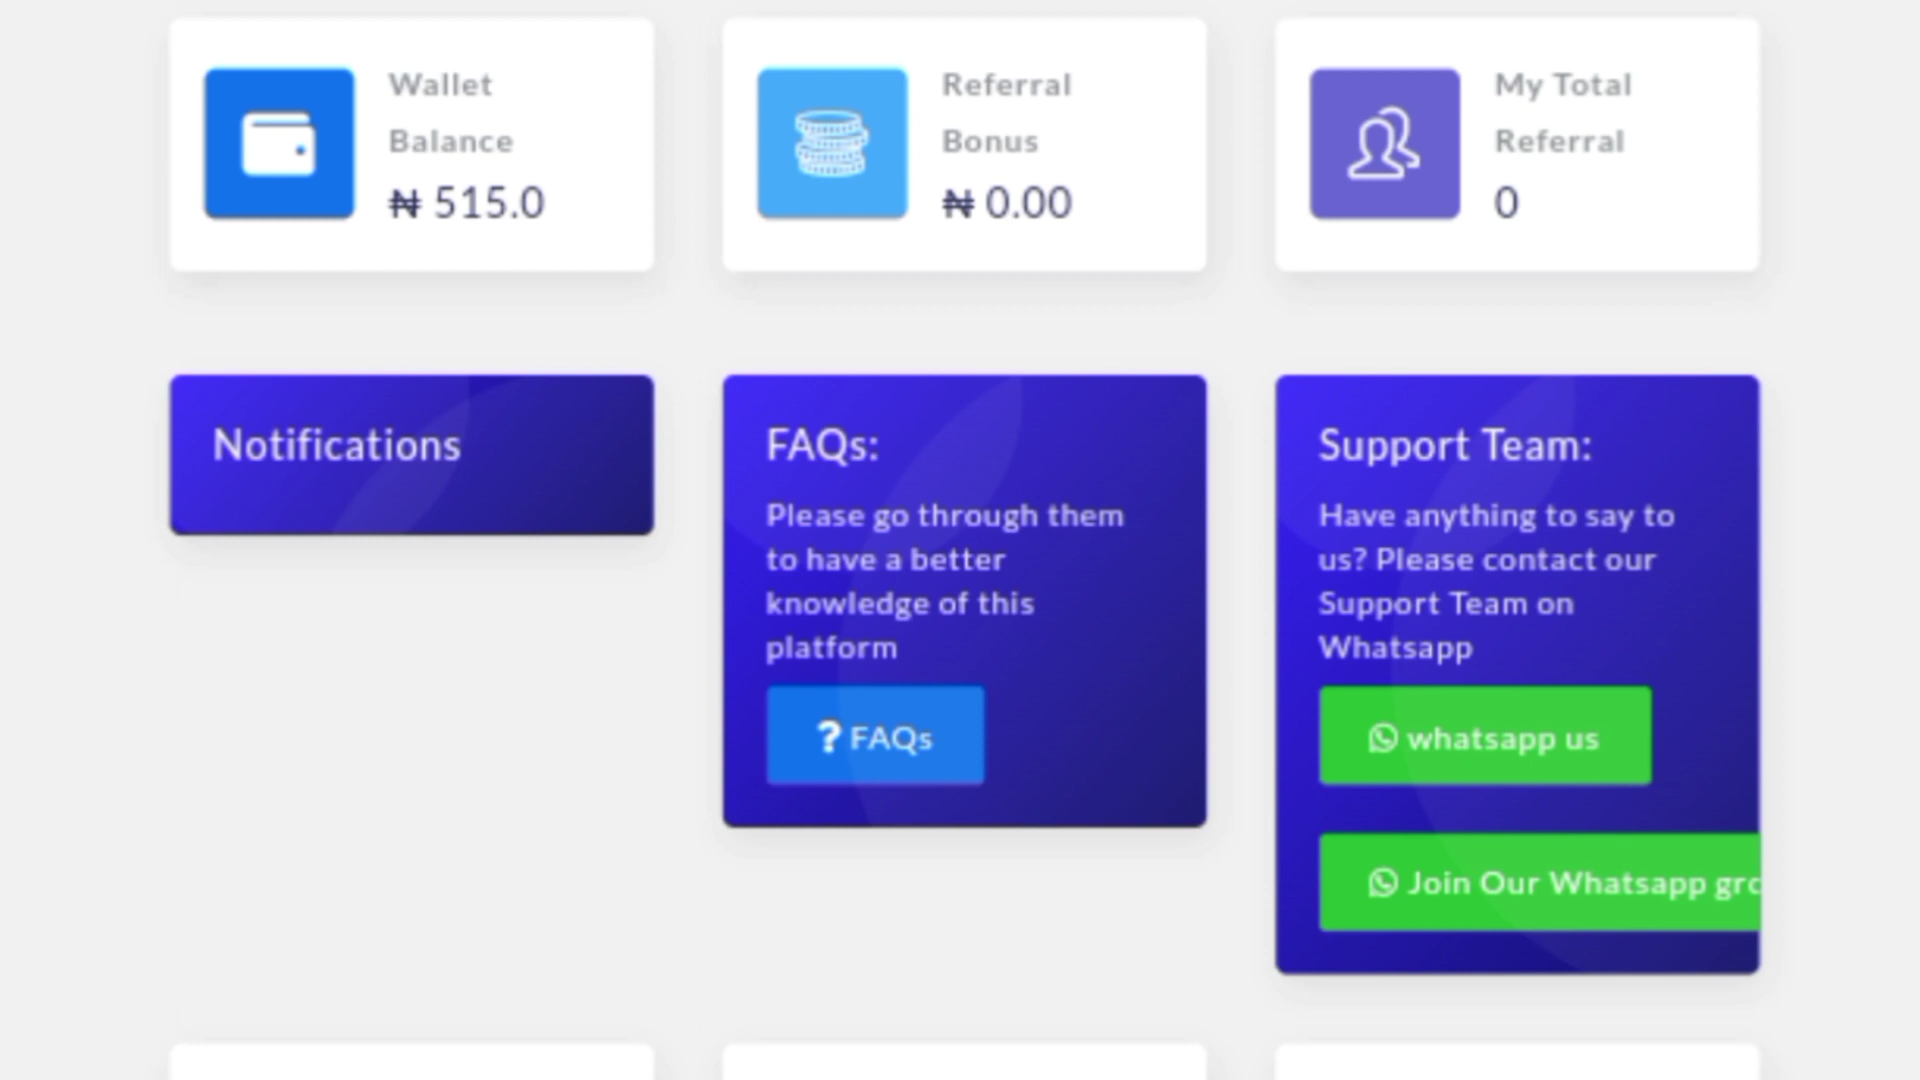 Wallet
Balance
₦ 515.0
Referral
Bonus
₦ 0.00
My Total
Referral
0
Notifications
FAQs:
Please go through them
to have a better
knowledge of this
platform
? FAQs
Support Team:
Have anything to say to
us? Please contact our
Support Team on
Whatsapp
whatsapp us
Join Our Whatsapp